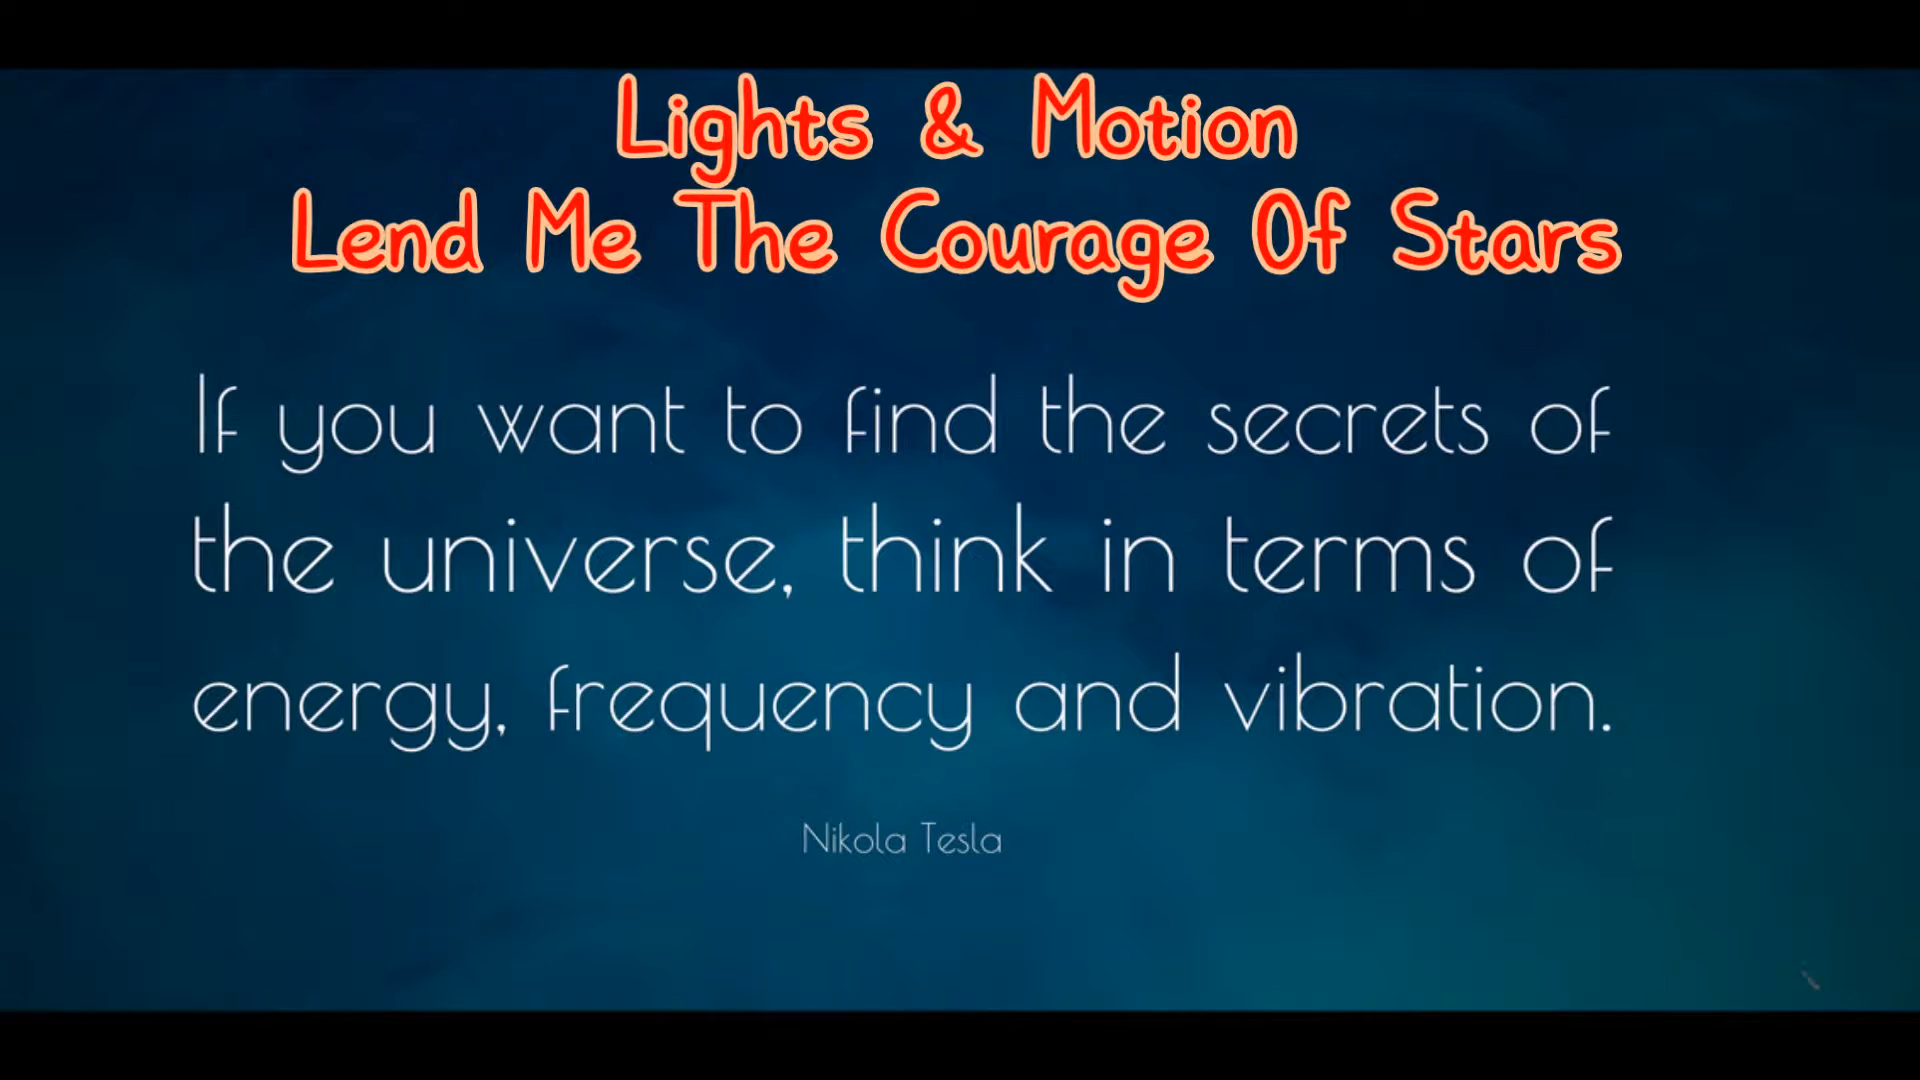 Lights & Motion
Lend Me The Courage Of Stars
If you want to find the secrets of
the universe, think in terms of
energy, frequency and vibration.
Nikola Tesla